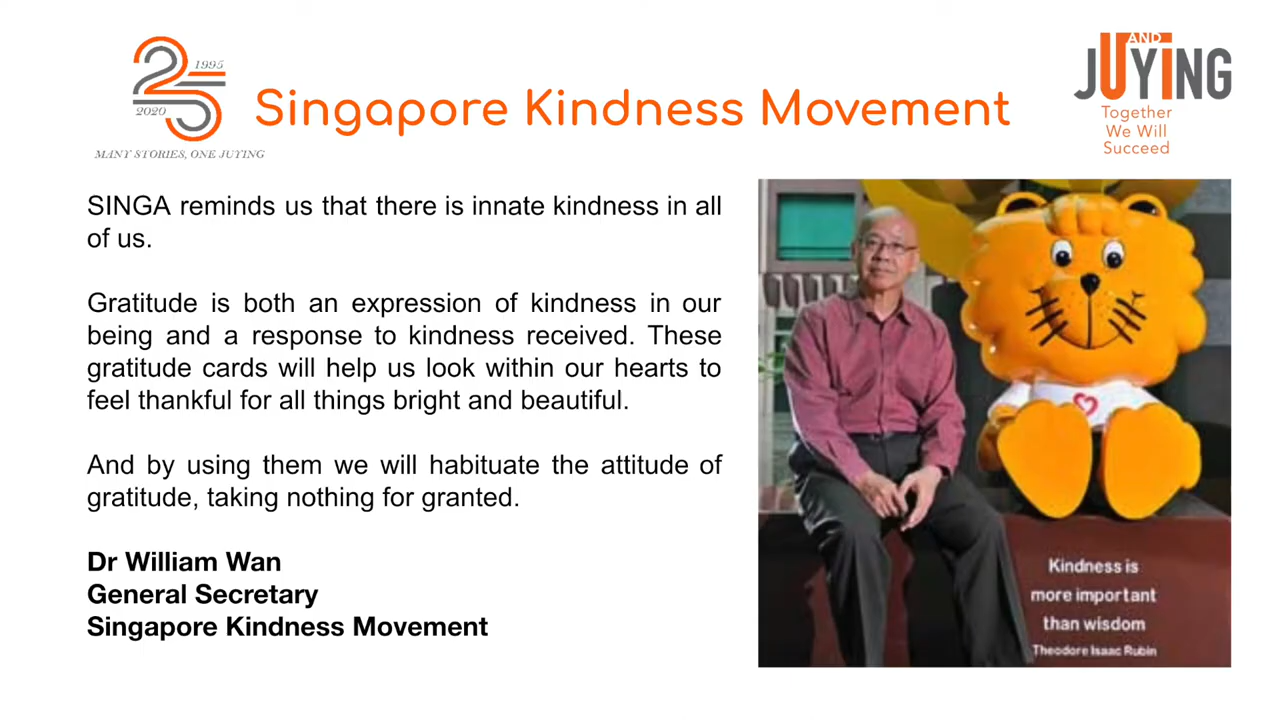 1995
2020
MANY STORIES, ONE JUYING
Singapore Kindness Movement
AND
JUYING
Together
We Will
Succeed
SINGA reminds us that there is innate kindness in all
of us.
Gratitude is both an expression of kindness in our
being and a response to kindness received. These
gratitude cards will help us look within our hearts to
feel thankful for all things bright and beautiful.
And by using them we will habituate the attitude of
gratitude, taking nothing for granted.
Dr William Wan
General Secretary
Singapore Kindness Movement
Kindness is
more important
than wisdom
Theodore Isaac Rubin